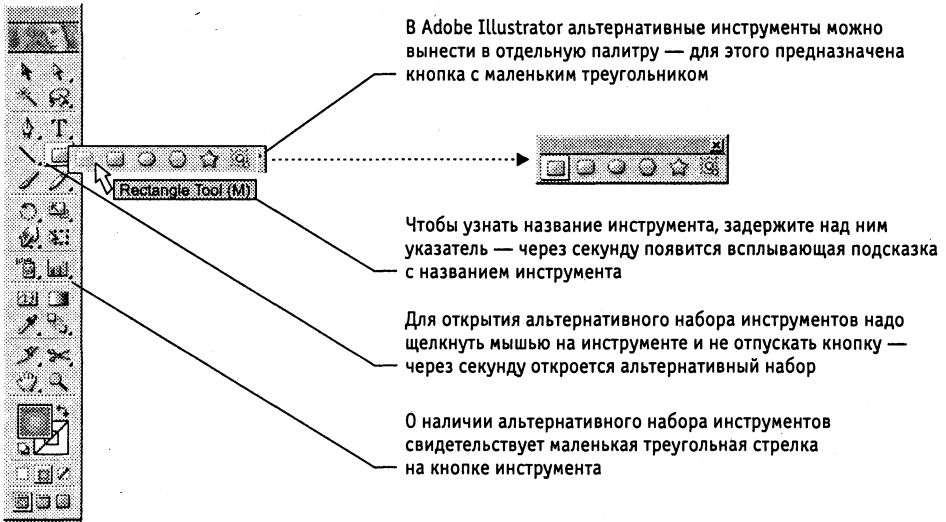 В Adobe Illustrator альтернативные инструменты можно
вынести в отдельную палитру — для этого предназначена
кнопка с маленьким треугольником
T
Rectangle Tool (M)
Чтобы узнать название инструмента, задержите над ним
указатель — через секунду появится всплывающая подсказка
с названием инструмента
Для открытия альтернативного набора инструментов надо
щелкнуть мышью на инструменте и не отпускать кнопку —
через секунду откроется альтернативный набор
О наличии альтернативного набора инструментов
свидетельствует маленькая треугольная стрелка
на кнопке инструмента